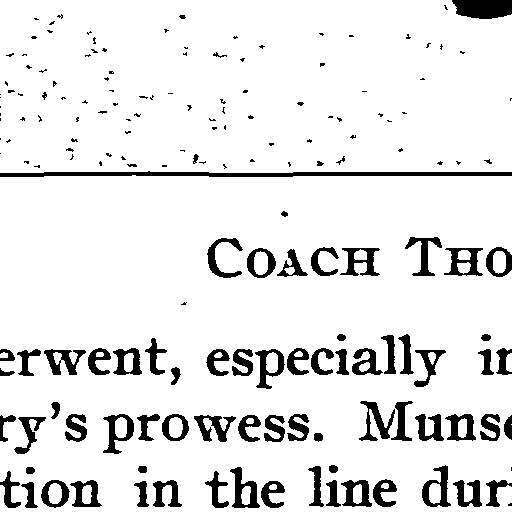 COACH THO
erwent, especially in
ry's prowess. Munse
tion in the line duri